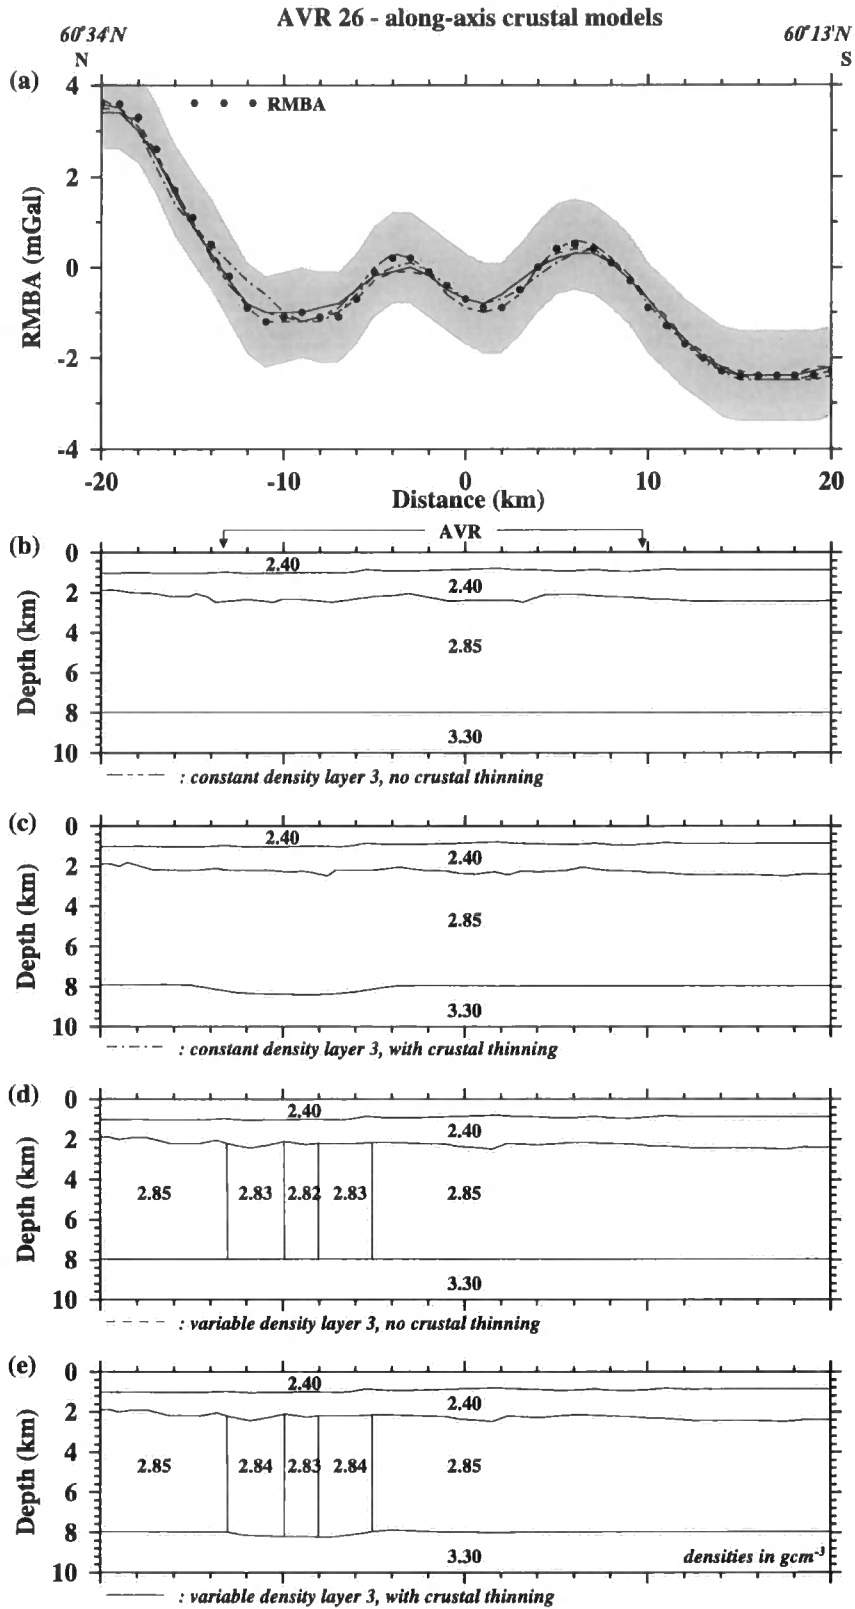 AVR 26 - along-axis crustal models
60°34'N 60°13'N
N S
(a)
4
2
0
-2
-4
RMBA (mGal)
RMBA
-20 -10 0 10 20
Distance (km)
AVR
(b)
0
2
4
6
8
10
Depth (km)
2.40
2.40
2.85
3.30
: constant density layer 3, no crustal thinning
(c)
0
2
4
6
8
10
Depth (km)
2.40
2.40
2.85
3.30
: constant density layer 3, with crustal thinning
(d)
0
2
4
6
8
10
Depth (km)
2.40
2.40
2.85 2.83 2.82 2.83 2.85
3.30
: variable density layer 3, no crustal thinning
(e)
0
2
4
6
8
10
Depth (km)
2.40
2.40
2.85 2.84 2.83 2.84 2.85
3.30
densities in gcm⁻³
: variable density layer 3, with crustal thinning